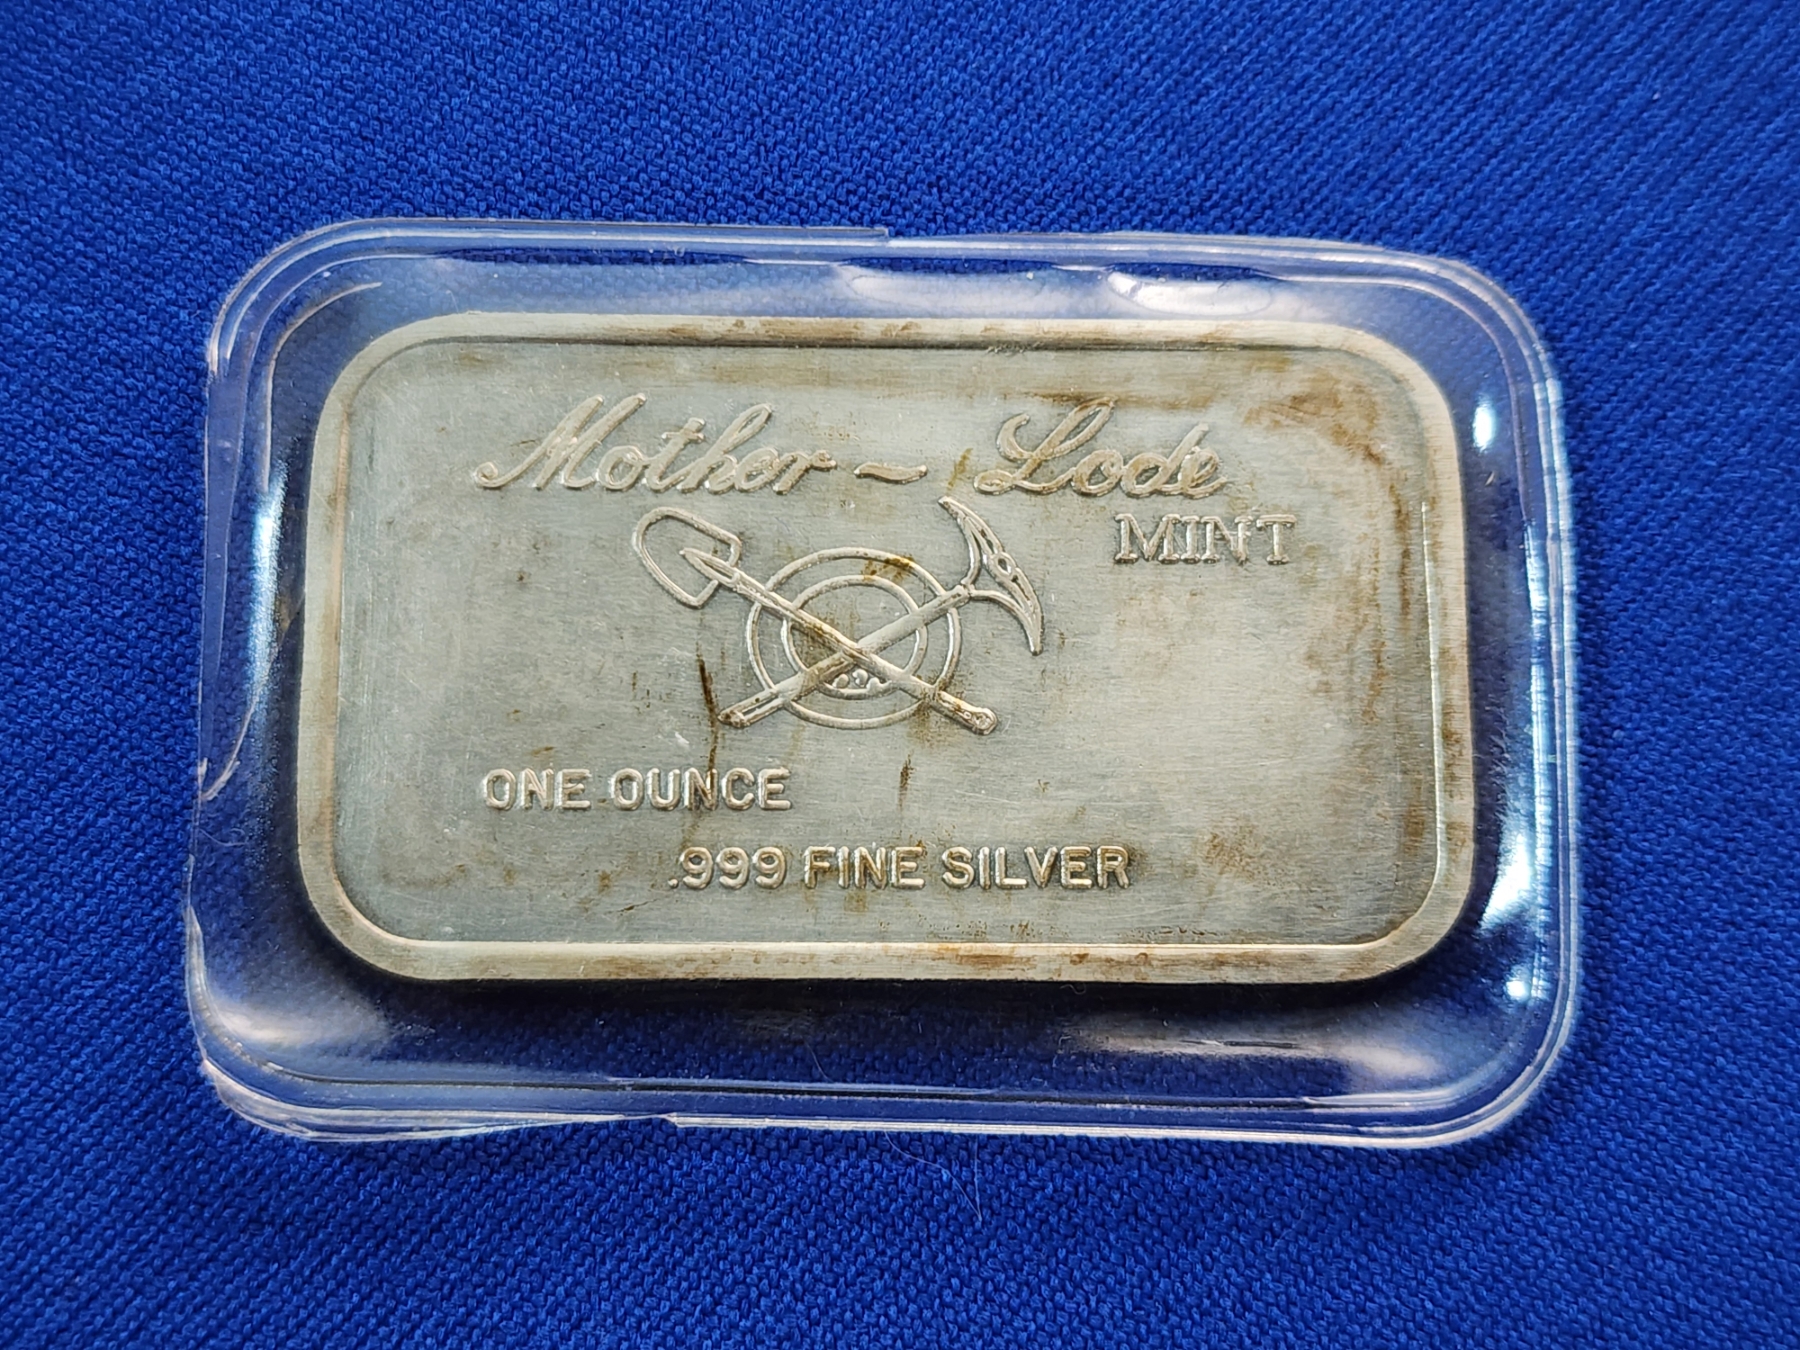 Mother - Lode
MINT
ONE OUNCE
.999 FINE SILVER